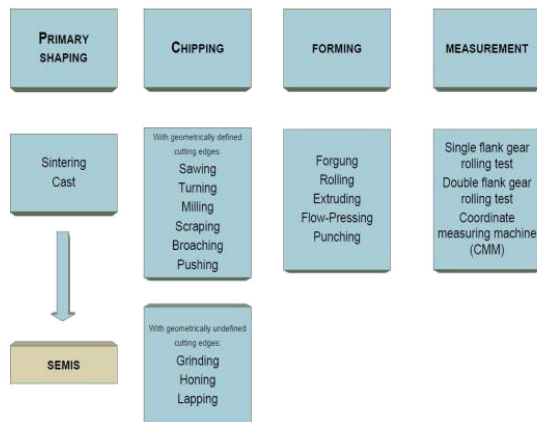 PRIMARY
SHAPING
CHIPPING
FORMING
MEASUREMENT
Sintering
Cast
SEMIS
With geometrically defined
cutting edges:
Sawing
Turning
Milling
Scraping
Broaching
Pushing
With geometrically undefined
cutting edges:
Grinding
Honing
Lapping
Forgung
Rolling
Extruding
Flow-Pressing
Punching
Single flank gear
rolling test
Double flank gear
rolling test
Coordinate
measuring machine
(CMM)